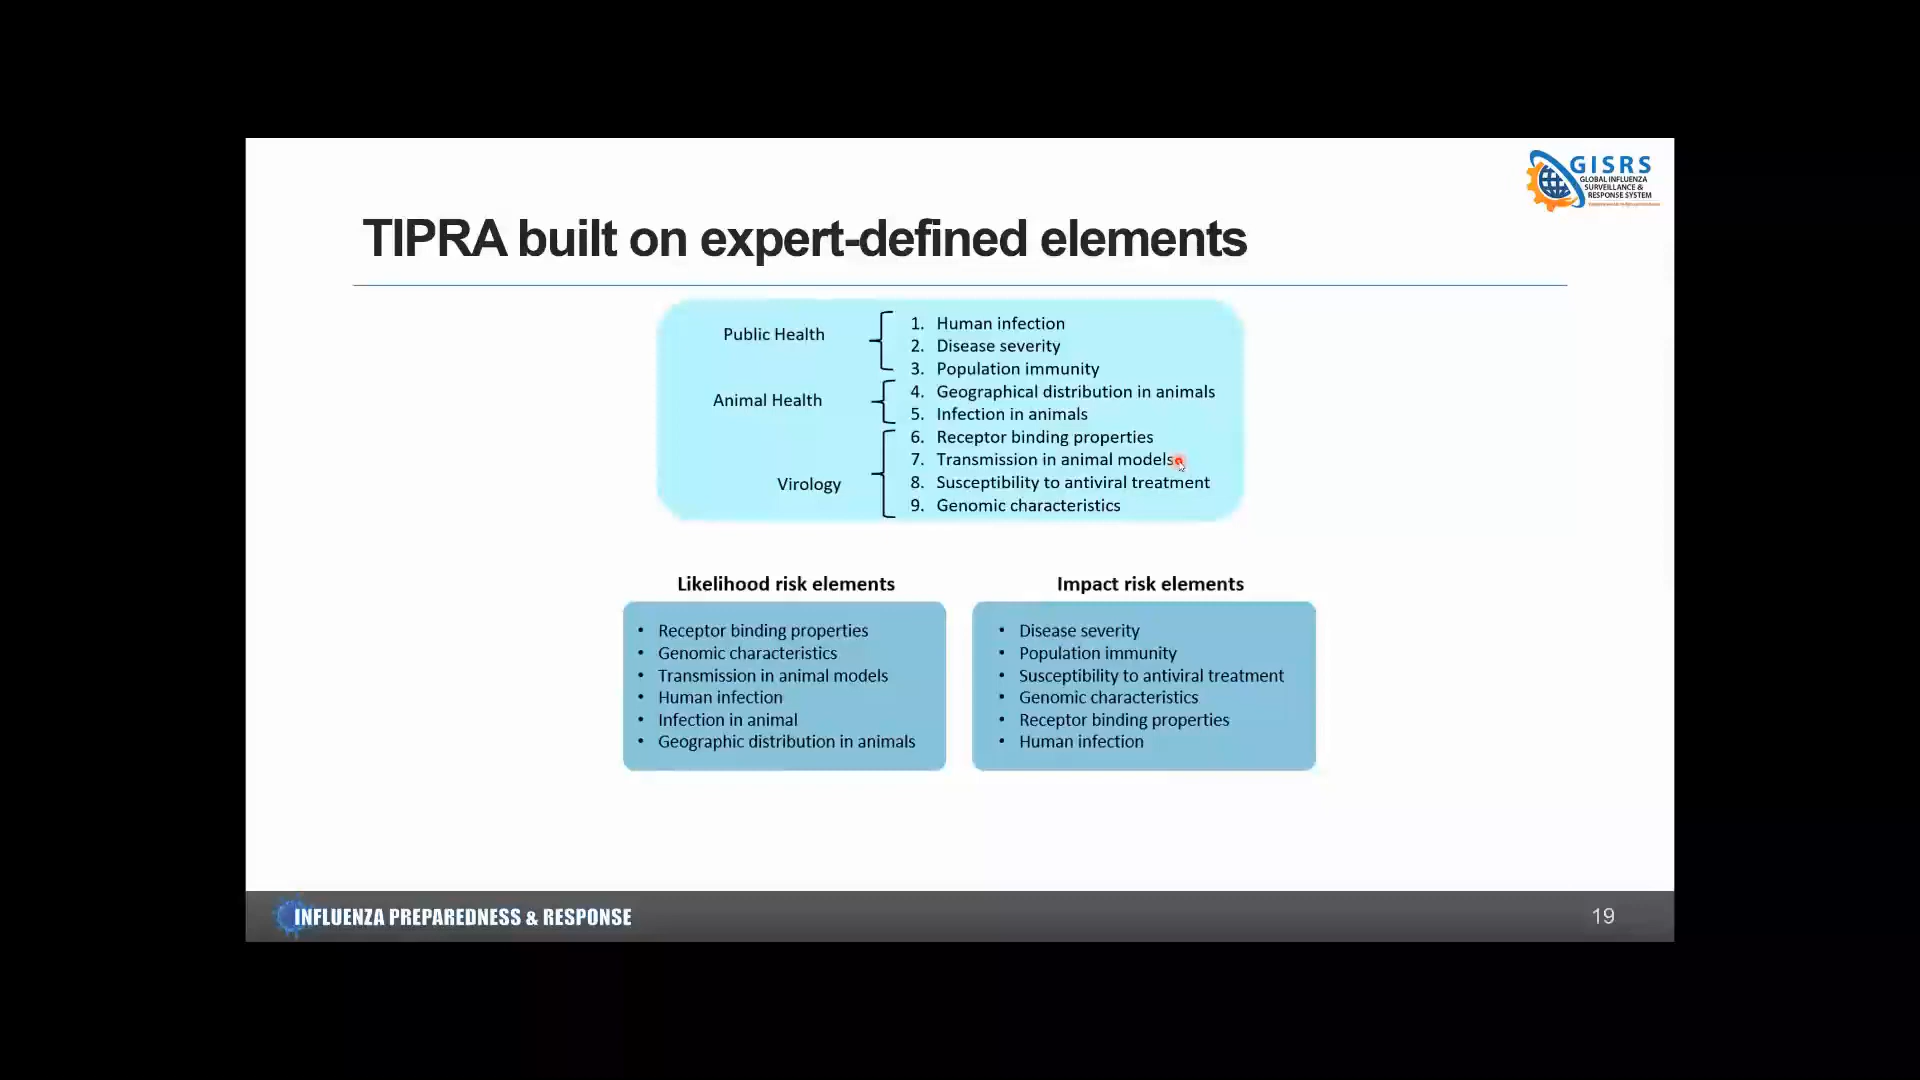 GISRS
GLOBAL INFLUENZA
SURVEILLANCE &
RESPONSE SYSTEM
TIPRA built on expert-defined elements
Public Health
1. Human infection
2. Disease severity
3. Population immunity
Animal Health
4. Geographical distribution in animals
5. Infection in animals
Virology
6. Receptor binding properties
7. Transmission in animal models
8. Susceptibility to antiviral treatment
9. Genomic characteristics
Likelihood risk elements
• Receptor binding properties
• Genomic characteristics
• Transmission in animal models
• Human infection
• Infection in animal
• Geographic distribution in animals
Impact risk elements
• Disease severity
• Population immunity
• Susceptibility to antiviral treatment
• Genomic characteristics
• Receptor binding properties
• Human infection
INFLUENZA PREPAREDNESS & RESPONSE
19